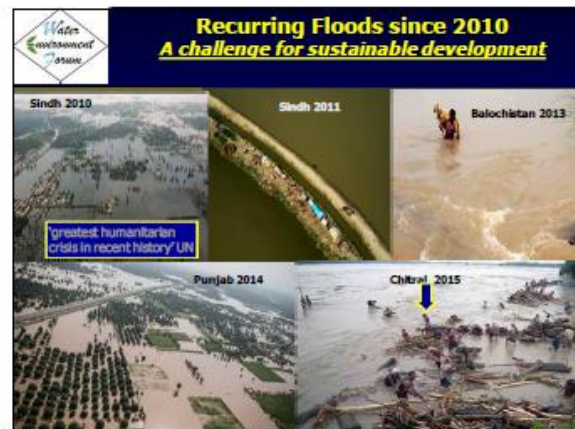 Water
Environment
Forum
Recurring Floods since 2010
A challenge for sustainable development
Sindh 2010
Sindh 2011
Balochistan 2013
'greatest humanitarian
crisis in recent history' UN
Punjab 2014
Chitral 2015